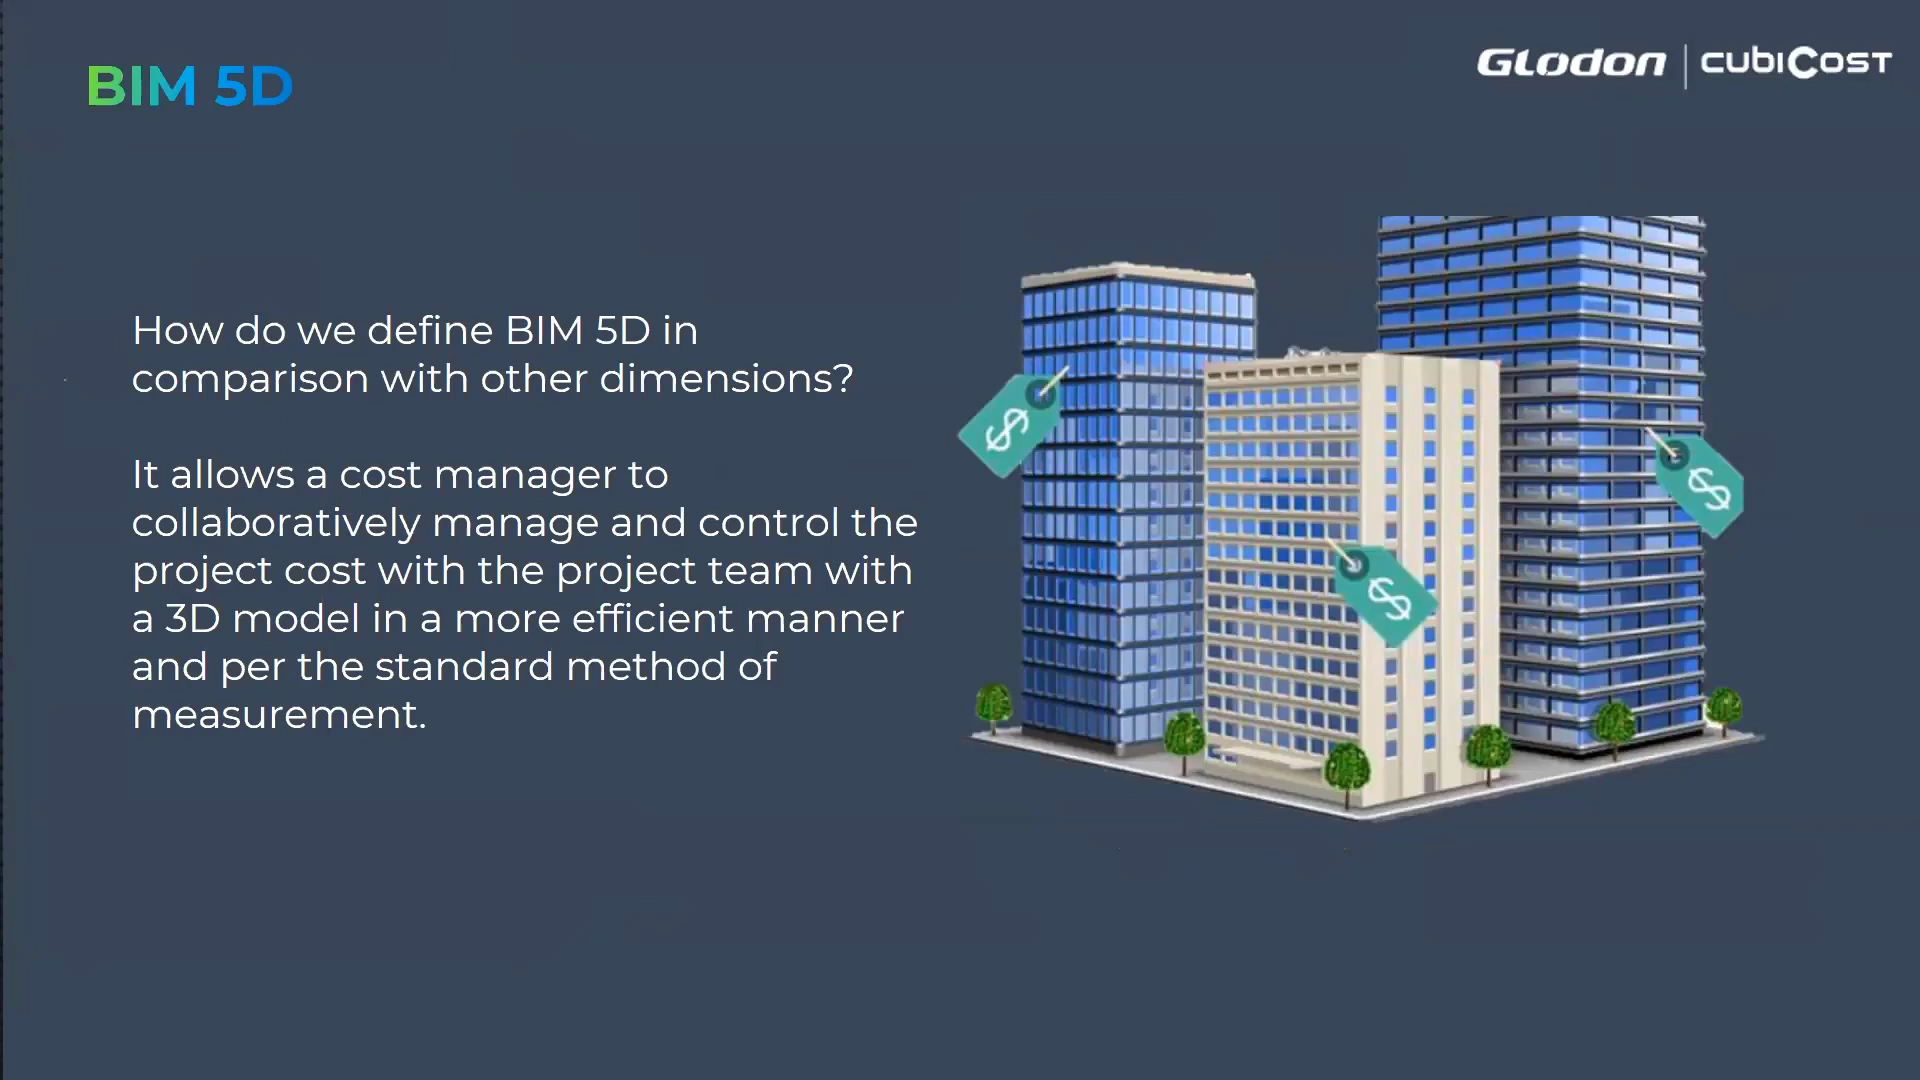 BIM 5D
GLODON | CUBICOST
How do we define BIM 5D in
comparison with other dimensions?
It allows a cost manager to
collaboratively manage and control the
project cost with the project team with
a 3D model in a more efficient manner
and per the standard method of
measurement.
$
$
$